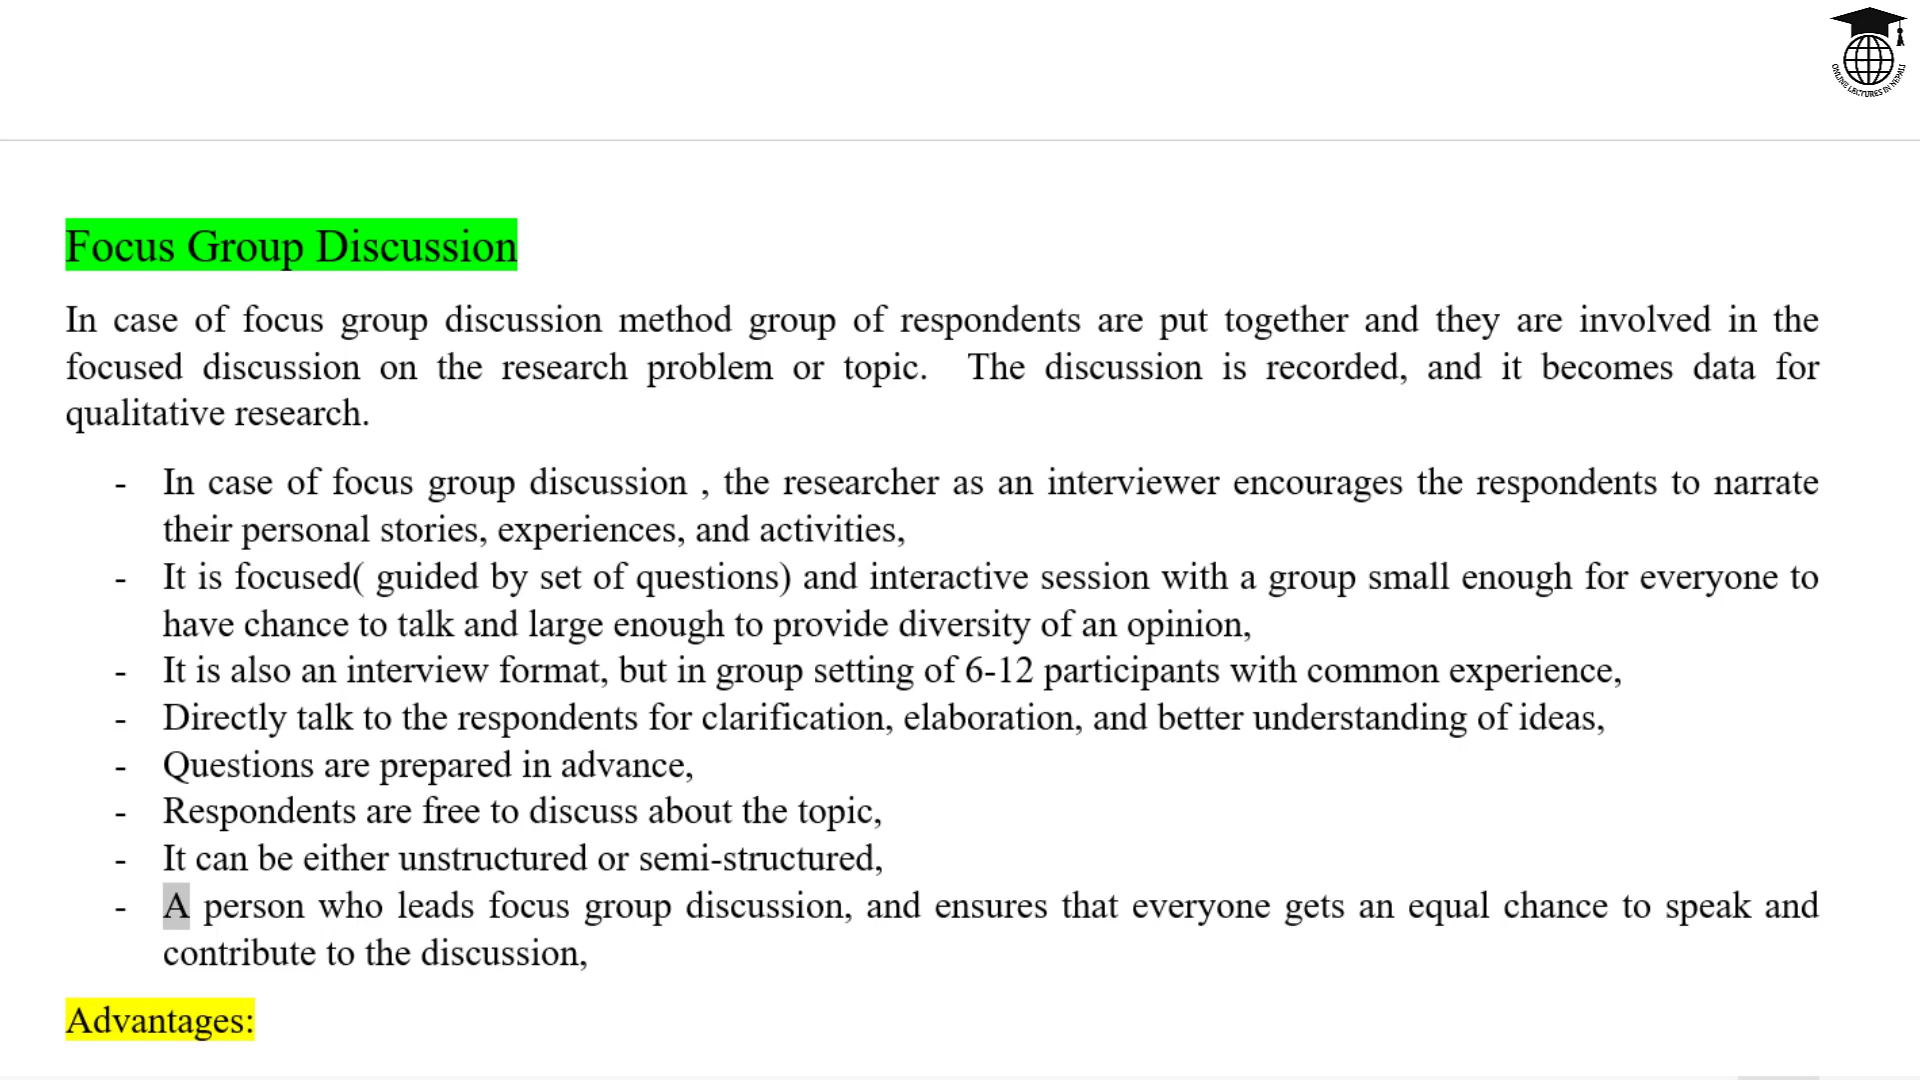 ONLINE LECTURES IN NEPALI
Focus Group Discussion
In case of focus group discussion method group of respondents are put together and they are involved in the
focused discussion on the research problem or topic. The discussion is recorded, and it becomes data for
qualitative research.
- In case of focus group discussion , the researcher as an interviewer encourages the respondents to narrate
their personal stories, experiences, and activities,
- It is focused( guided by set of questions) and interactive session with a group small enough for everyone to
have chance to talk and large enough to provide diversity of an opinion,
- It is also an interview format, but in group setting of 6-12 participants with common experience,
- Directly talk to the respondents for clarification, elaboration, and better understanding of ideas,
- Questions are prepared in advance,
- Respondents are free to discuss about the topic,
- It can be either unstructured or semi-structured,
- A person who leads focus group discussion, and ensures that everyone gets an equal chance to speak and
contribute to the discussion,
Advantages: